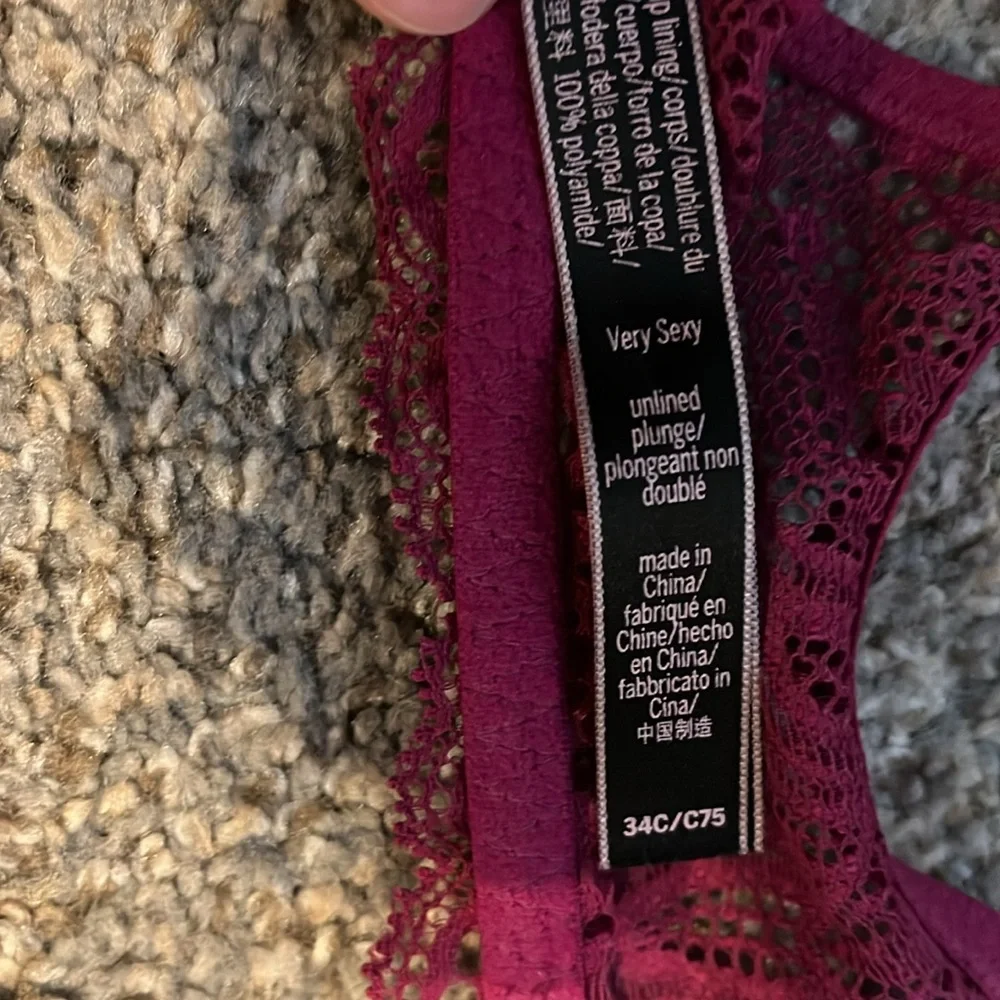 lining/corps/doublure du
/cuerpo/forro de la copa/
della coppa/面料/
里料 100% polyamide/
Very Sexy
unlined
plunge/
plongeant non
doublé
made in
China/
fabriqué en
Chine/hecho
en China/
fabbricato in
Cina/
中国制造
34C/C75